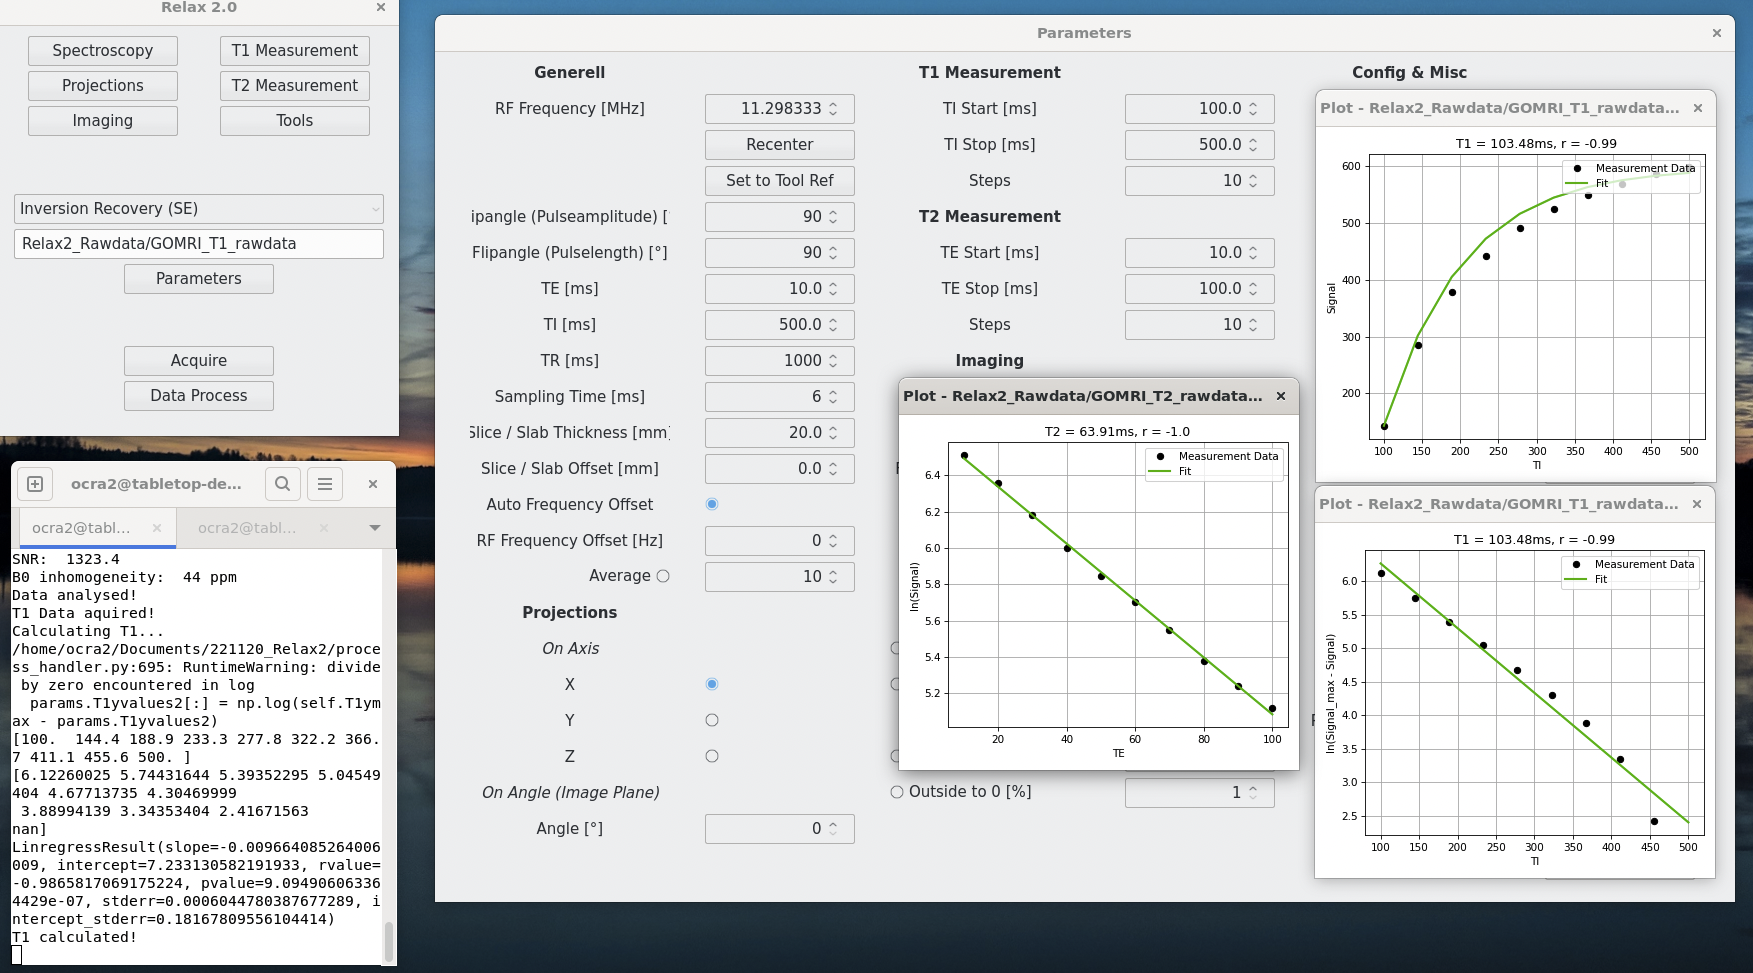 Relax 2.0
Spectroscopy
T1 Measurement
Projections
T2 Measurement
Imaging
Tools
Inversion Recovery (SE)
Relax2_Rawdata/GOMRI_T1_rawdata
Parameters
Acquire
Data Process
ocra2@tabletop-de...
ocra2@tabl...
ocra2@tabl...
SNR:  1323.4
B0 inhomogeneity:  44 ppm
Data analysed!
T1 Data aquired!
Calculating T1...
/home/ocra2/Documents/221120_Relax2/proce
ss_handler.py:695: RuntimeWarning: divide
by zero encountered in log
params.T1yvalues2[:] = np.log(self.T1ym
ax - params.T1yvalues2)
[100.  144.4 188.9 233.3 277.8 322.2 366.
7 411.1 455.6 500. ]
[6.12260025 5.74431644 5.39352295 5.04549
404 4.67713735 4.30469999
3.88994139 3.34353404 2.41671563
nan]
LinregressResult(slope=-0.009664085264006
009, intercept=7.233130582191933, rvalue=
-0.9865817069175224, pvalue=9.09490606336
4429e-07, stderr=0.0006044780387677289, i
ntercept_stderr=0.18167809556104414)
T1 calculated!
Parameters
Generell
RF Frequency [MHz]
11.298333
Recenter
Set to Tool Ref
ipangle (Pulseamplitude) [
90
Flipangle (Pulselength) [°]
90
TE [ms]
10.0
TI [ms]
500.0
TR [ms]
1000
Sampling Time [ms]
6
Slice / Slab Thickness [mm
20.0
Slice / Slab Offset [mm]
0.0
Auto Frequency Offset
RF Frequency Offset [Hz]
0
Average
10
Projections
On Axis
X
Y
Z
On Angle (Image Plane)
Angle [°]
0
T1 Measurement
TI Start [ms]
100.0
TI Stop [ms]
500.0
Steps
10
T2 Measurement
TE Start [ms]
10.0
TE Stop [ms]
100.0
Steps
10
Imaging
Outside to 0 [%]
1
Config & Misc
Plot - Relax2_Rawdata/GOMRI_T2_rawdata...
T2 = 63.91ms, r = -1.0
Measurement Data
Fit
6.4
6.2
6.0
5.8
5.6
5.4
5.2
ln(Signal)
20 40 60 80 100
TE
Plot - Relax2_Rawdata/GOMRI_T1_rawdata...
T1 = 103.48ms, r = -0.99
Measurement Data
Fit
600
500
400
300
200
Signal
100 150 200 250 300 350 400 450 500
TI
Plot - Relax2_Rawdata/GOMRI_T1_rawdata...
T1 = 103.48ms, r = -0.99
Measurement Data
Fit
6.0
5.5
5.0
4.5
4.0
3.5
3.0
2.5
ln(Signal_max - Signal)
100 150 200 250 300 350 400 450 500
TI